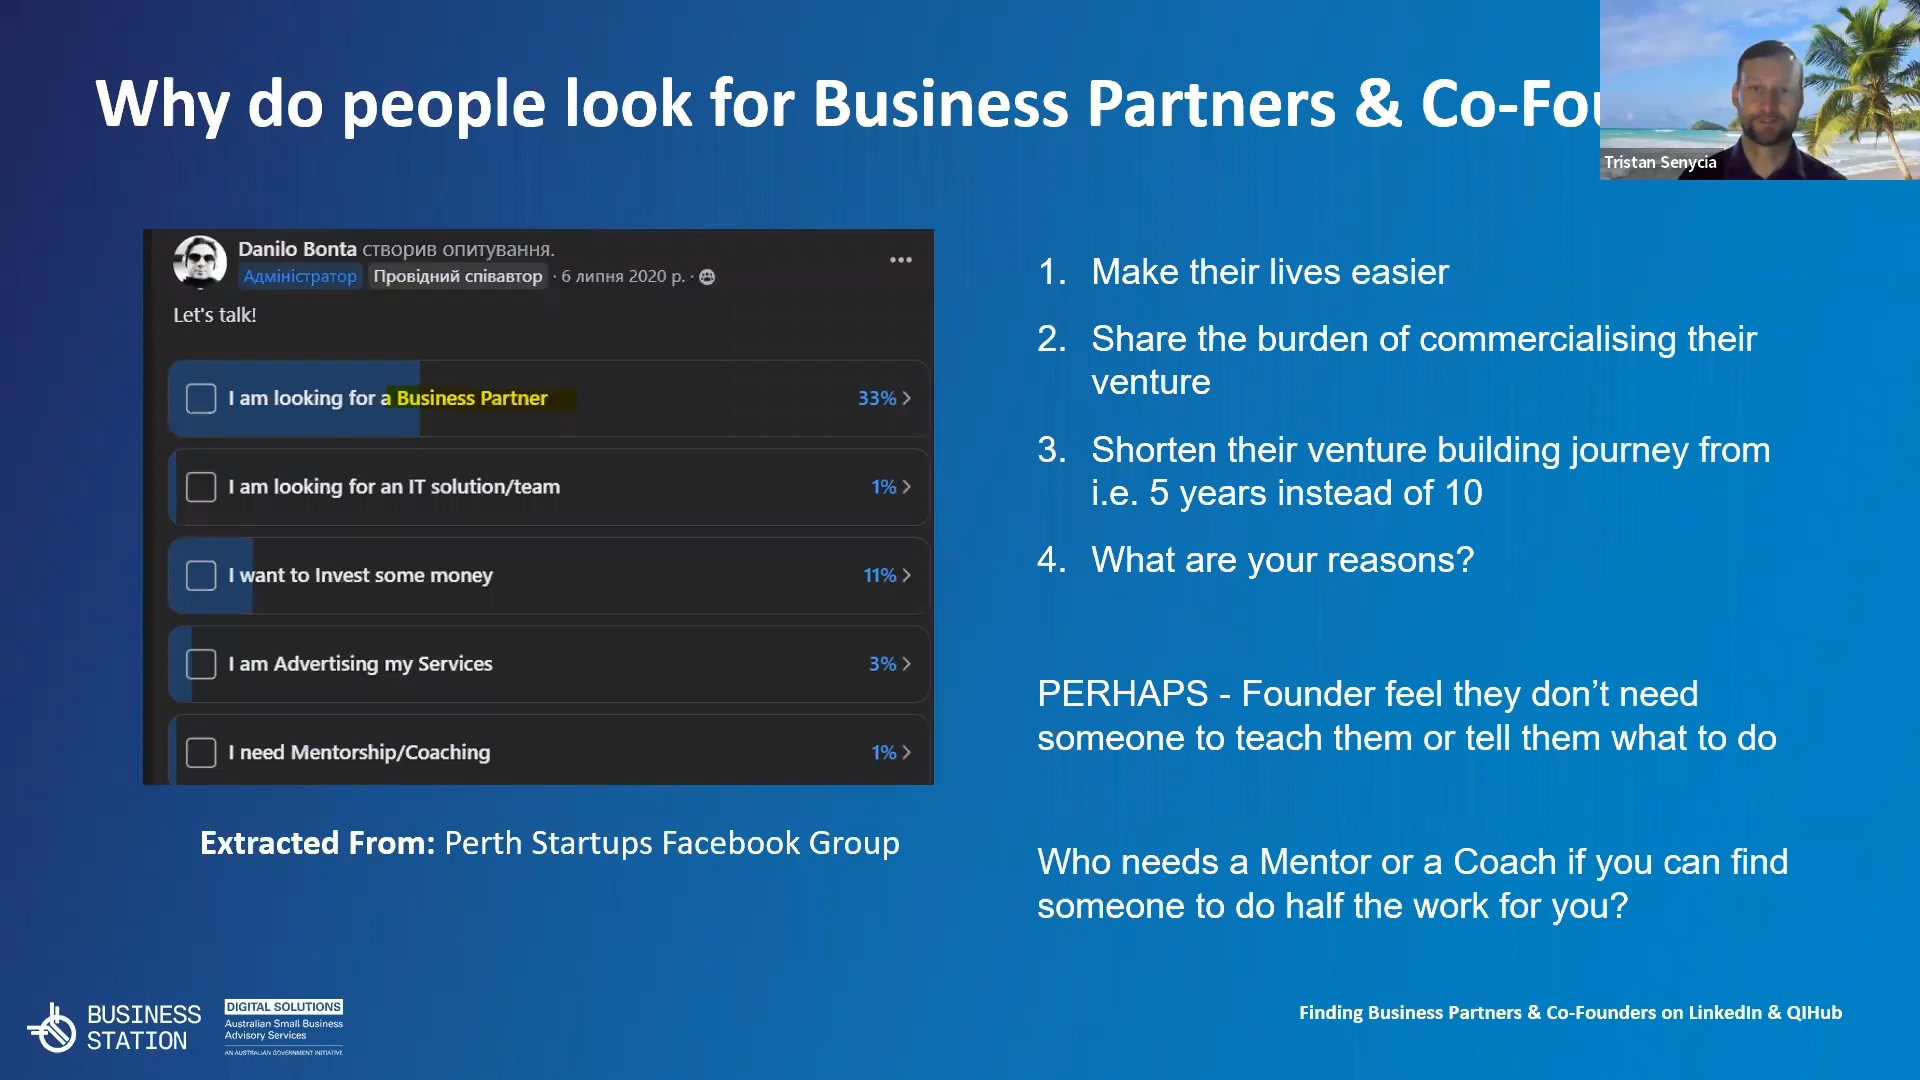 Why do people look for Business Partners & Co-Fou
Tristan Senycia
Danilo Bonta створив опитування.
Адміністратор Провідний співавтор · 6 липня 2020 р. ·
Let's talk!
I am looking for a Business Partner 33%
I am looking for an IT solution/team 1%
I want to Invest some money 11%
I am Advertising my Services 3%
I need Mentorship/Coaching 1%
Extracted From: Perth Startups Facebook Group
1. Make their lives easier
2. Share the burden of commercialising their
venture
3. Shorten their venture building journey from
i.e. 5 years instead of 10
4. What are your reasons?
PERHAPS - Founder feel they don’t need
someone to teach them or tell them what to do
Who needs a Mentor or a Coach if you can find
someone to do half the work for you?
BUSINESS
STATION
DIGITAL SOLUTIONS
Australian Small Business
Advisory Services
AN AUSTRALIAN GOVERNMENT INITIATIVE
Finding Business Partners & Co-Founders on LinkedIn & QIHub